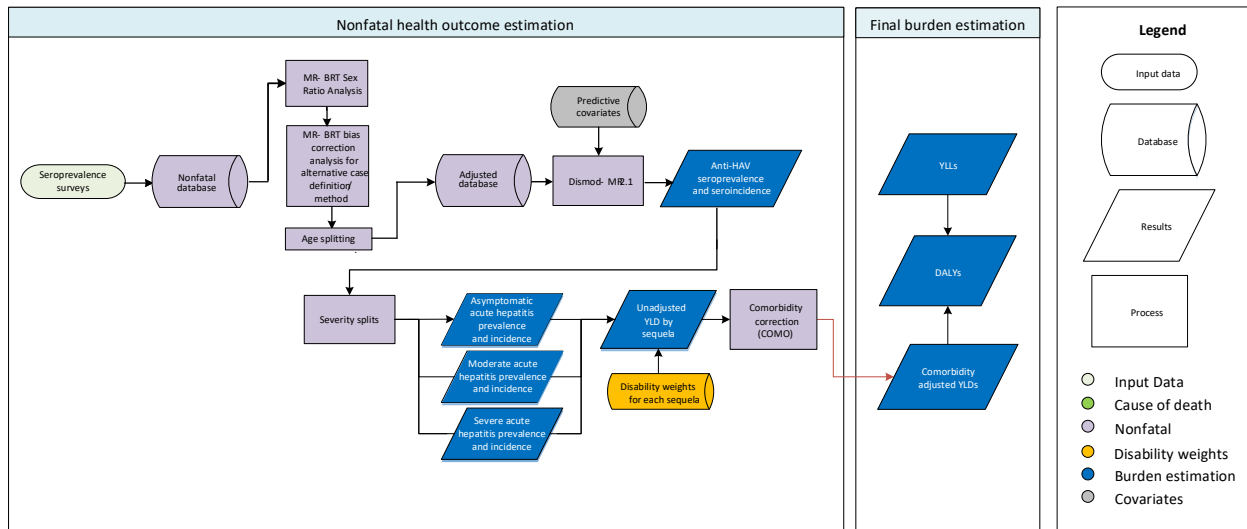 Nonfatal health outcome estimation
Final burden estimation
Legend
Seroprevalence
surveys
Nonfatal
database
MR- BRT Sex
Ratio Analysis
MR- BRT bias
correction
analysis for
alternative case
definition/
method
Age splitting
Adjusted
database
Predictive
covariates
Dismod- MR2.1
Anti-HAV
seroprevalence
and seroincidence
Severity splits
Asymptomatic
acute hepatitis
prevalence
and incidence
Moderate acute
hepatitis prevalence
and incidence
Severe acute
hepatitis prevalence
and incidence
Unadjusted
YLD by
sequela
Disability weights
for each sequela
Comorbidity
correction
(COMO)
YLLs
DALYs
Comorbidity
adjusted YLDs
Input data
Database
Results
Process
Input Data
Cause of death
Nonfatal
Disability weights
Burden estimation
Covariates